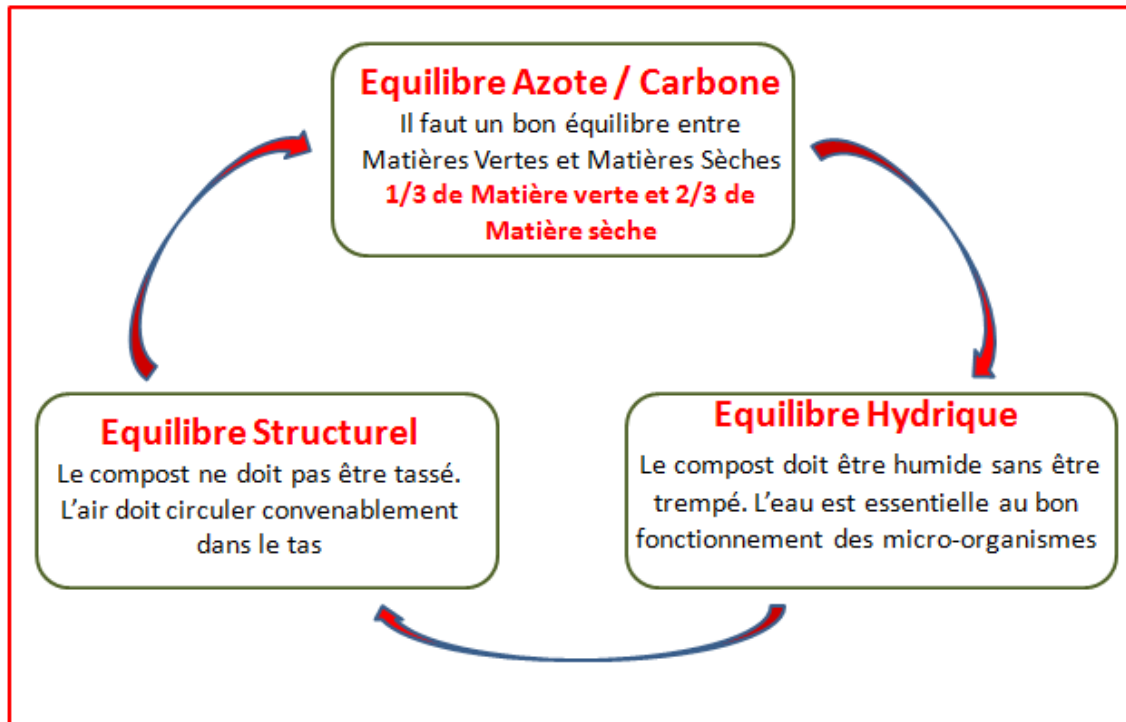 Equilibre Azote / Carbone
Il faut un bon équilibre entre
Matières Vertes et Matières Sèches
1/3 de Matière verte et 2/3 de
Matière sèche
Equilibre Structurel
Le compost ne doit pas être tassé.
L’air doit circuler convenablement
dans le tas
Equilibre Hydrique
Le compost doit être humide sans être
trempé. L’eau est essentielle au bon
fonctionnement des micro-organismes